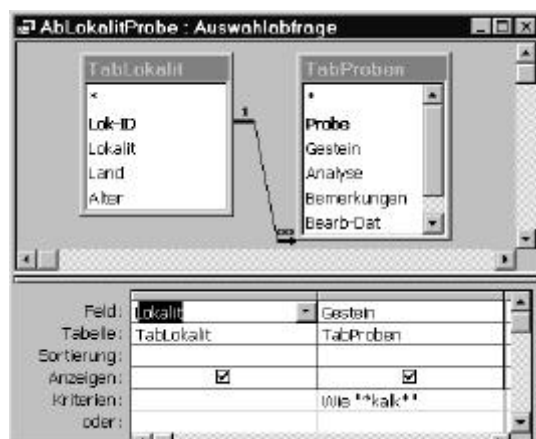 AbLokalitProbe : Auswahlabfrage
TabLokalit
*
Lok-ID
Lokalit
Land
Alter
1
∞
TabProben
*
Probe
Gestein
Analyse
Bemerkungen
Bearb-Dat
Feld: Lokalit Gestein
Tabelle: TabLokalit TabProben
Sortierung:
Anzeigen:
Kriterien: Wie "*kalk*"
oder: